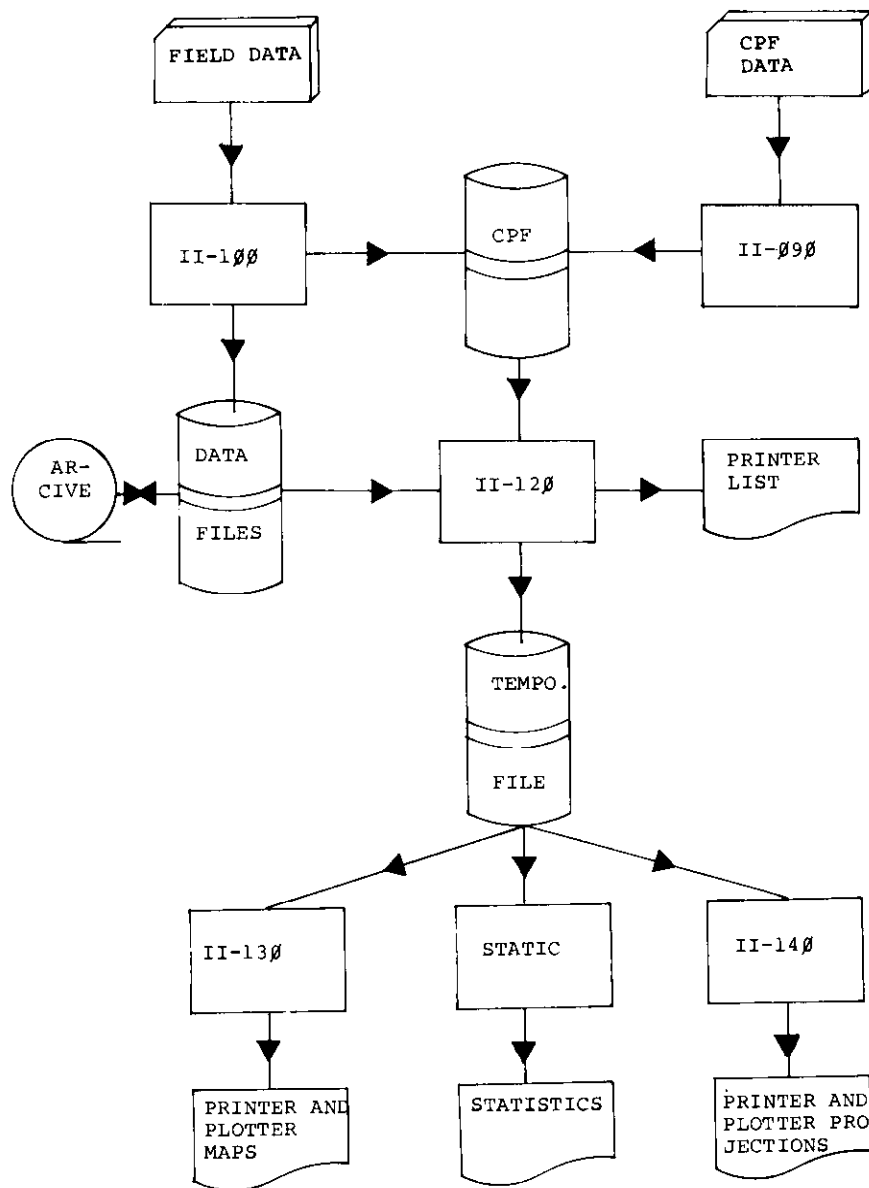 FIELD DATA
CPF
DATA
II-1ØØ
CPF
II-Ø9Ø
AR-
CIVE
DATA
FILES
II-12Ø
PRINTER
LIST
TEMPO.
FILE
II-13Ø
STATIC
II-14Ø
PRINTER AND
PLOTTER
MAPS
STATISTICS
PRINTER AND
PLOTTER PRO
JECTIONS